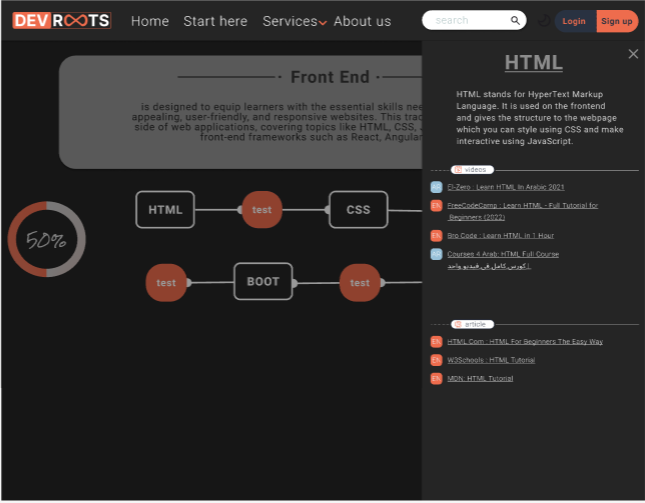 DEV ROOTS
Home Start here Services About us search Login Sign up
Front End
is designed to equip learners with the essential skills nee
appealing, user-friendly, and responsive websites. This trac
side of web applications, covering topics like HTML, CSS, J
front-end frameworks such as React, Angular
HTML test CSS
50%
test BOOT test
HTML
HTML stands for HyperText Markup
Language. It is used on the frontend
and gives the structure to the webpage
which you can style using CSS and make
interactive using JavaScript.
videos
AR El-Zero : Learn HTML In Arabic 2021
EN FreeCodeCamp : Learn HTML - Full Tutorial for
Beginners (2022)
EN Bro Code : Learn HTML in 1 Hour
AR Courses 4 Arab: HTML Full Course
كورس كامل في فيديو واحد
article
EN HTML.Com : HTML For Beginners The Easy Way
EN W3Schools : HTML Tutorial
EN MDN: HTML Tutorial